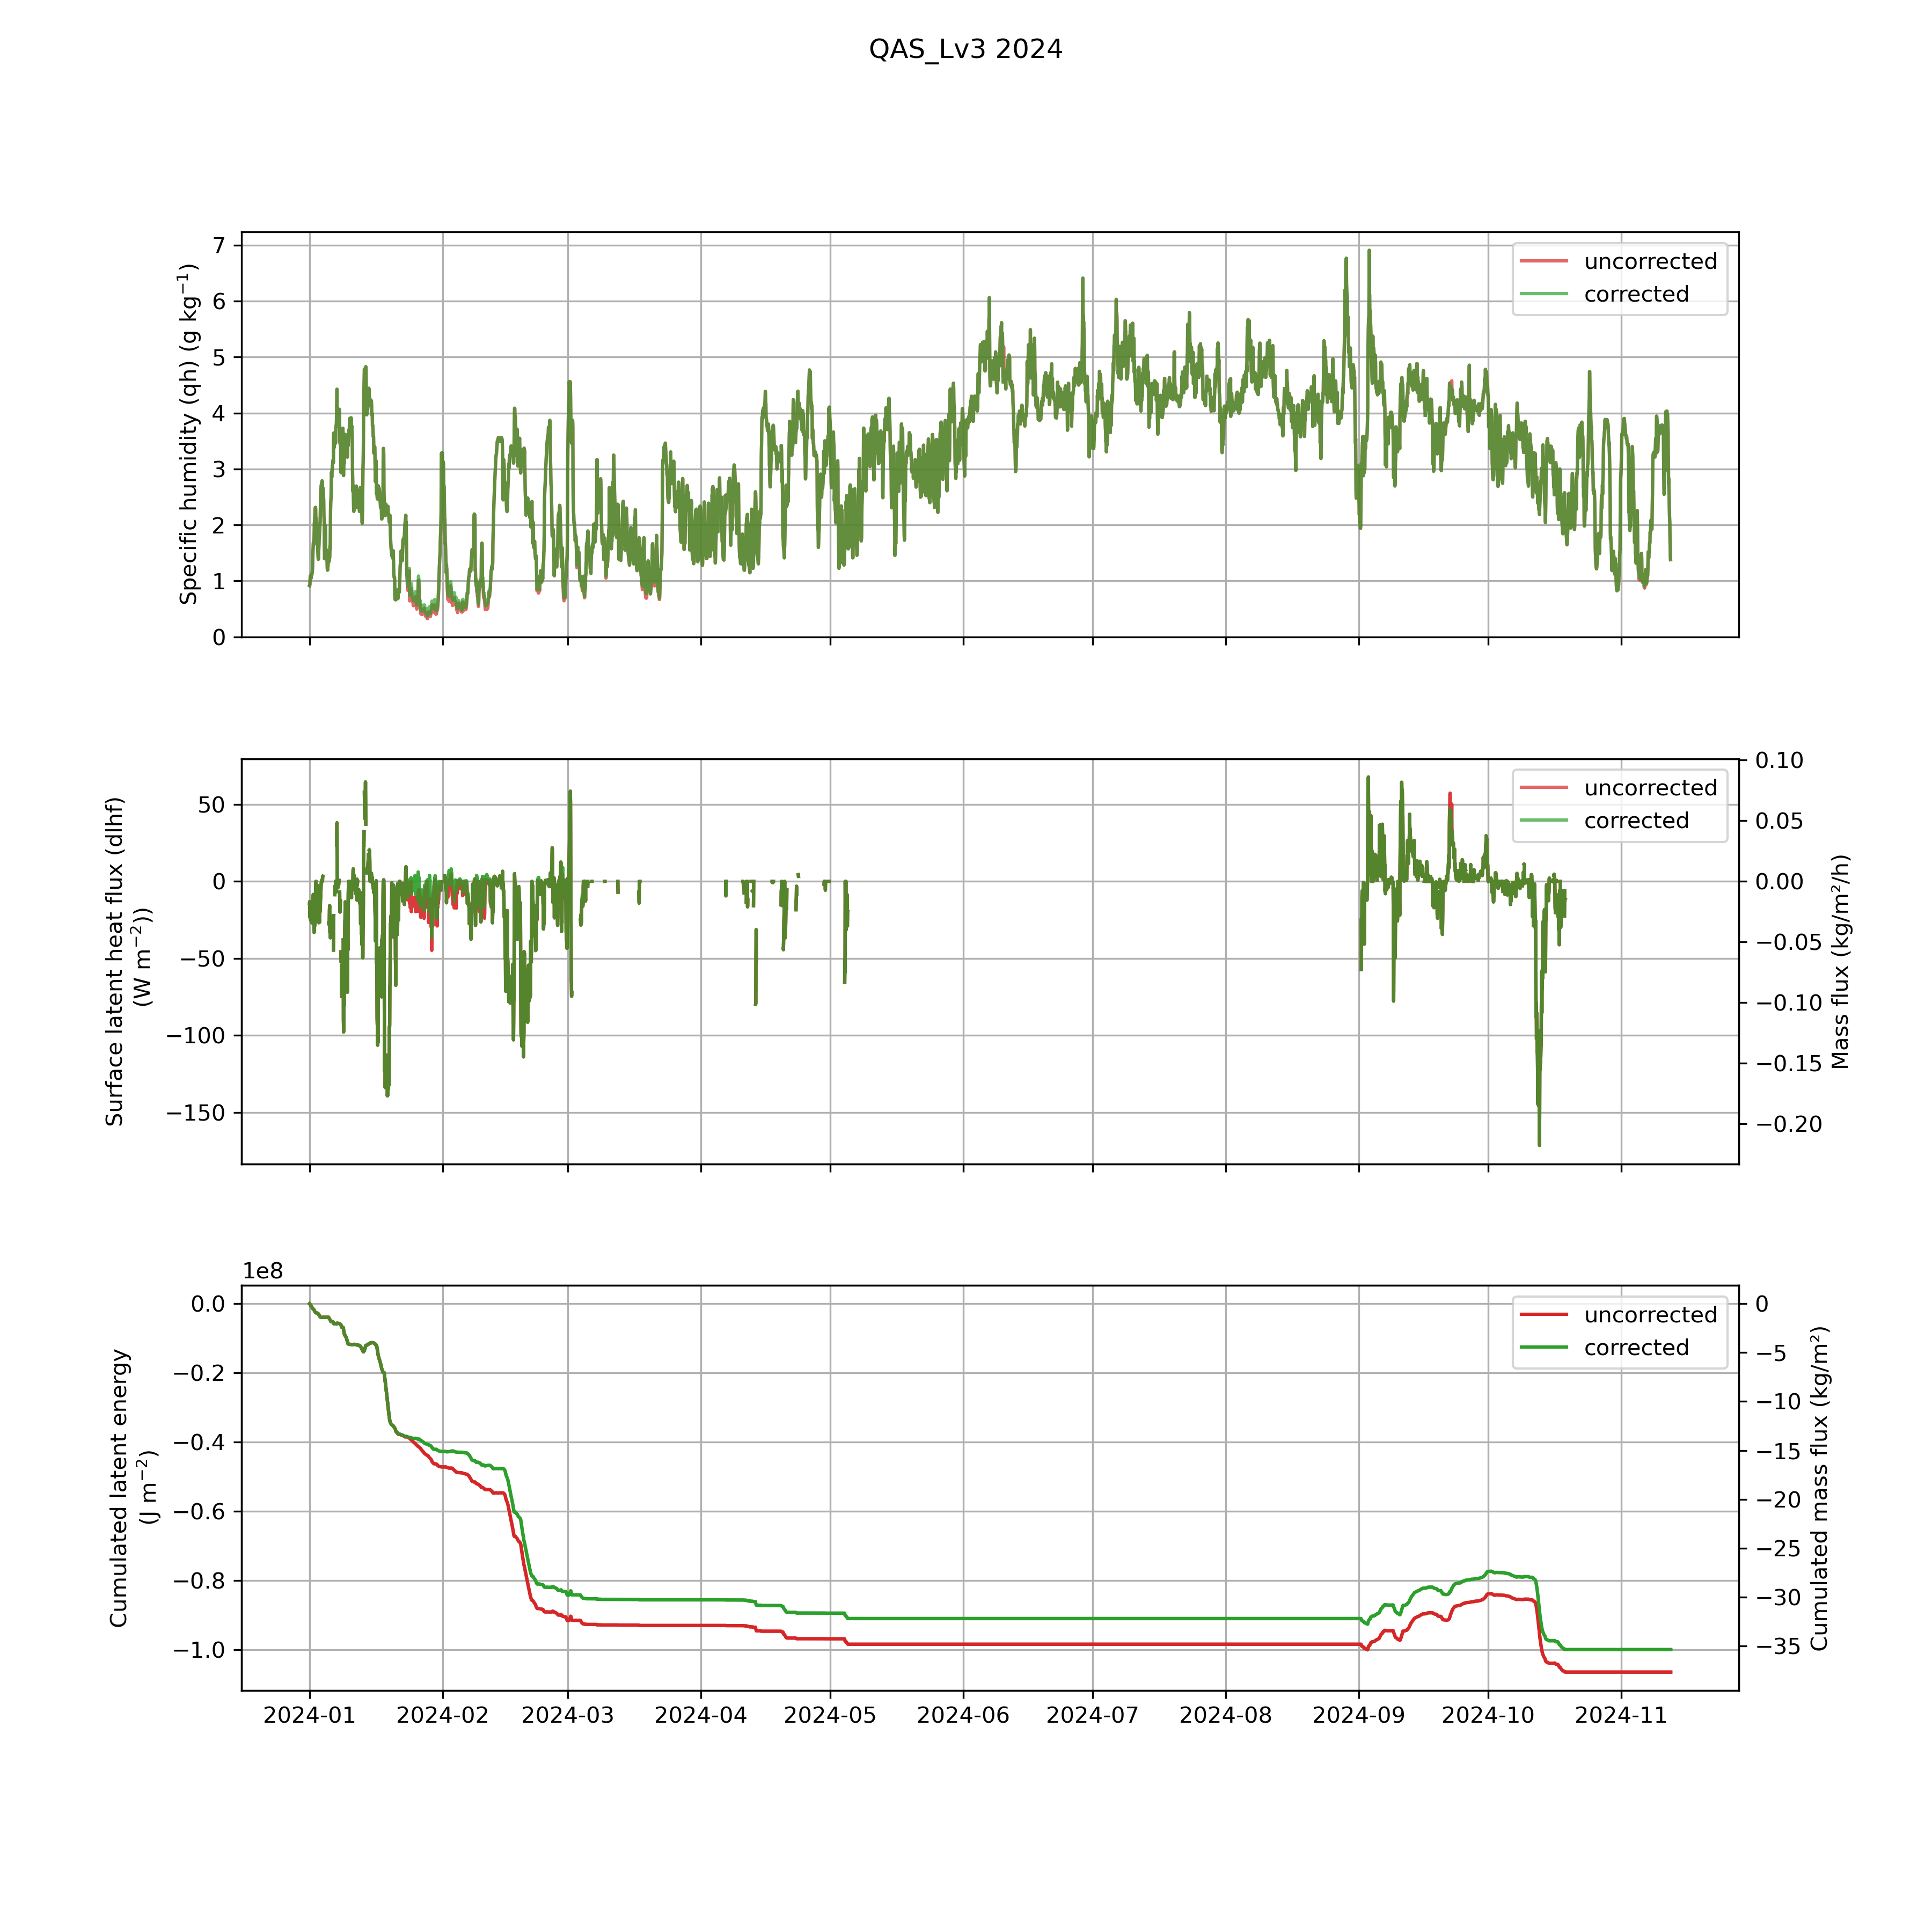 QAS_Lv3 2024
Specific humidity (qh) (g kg⁻¹)
7
6
5
4
3
2
1
0
uncorrected
corrected
Surface latent heat flux (dlhf)
(W m⁻²))
50
0
−50
−100
−150
uncorrected
corrected
0.10
0.05
0.00
−0.05
−0.10
−0.15
−0.20
Mass flux (kg/m²/h)
1e8
Cumulated latent energy
(J m⁻²)
0.0
−0.2
−0.4
−0.6
−0.8
−1.0
uncorrected
corrected
0
−5
−10
−15
−20
−25
−30
−35
Cumulated mass flux (kg/m²)
2024-01 2024-02 2024-03 2024-04 2024-05 2024-06 2024-07 2024-08 2024-09 2024-10 2024-11